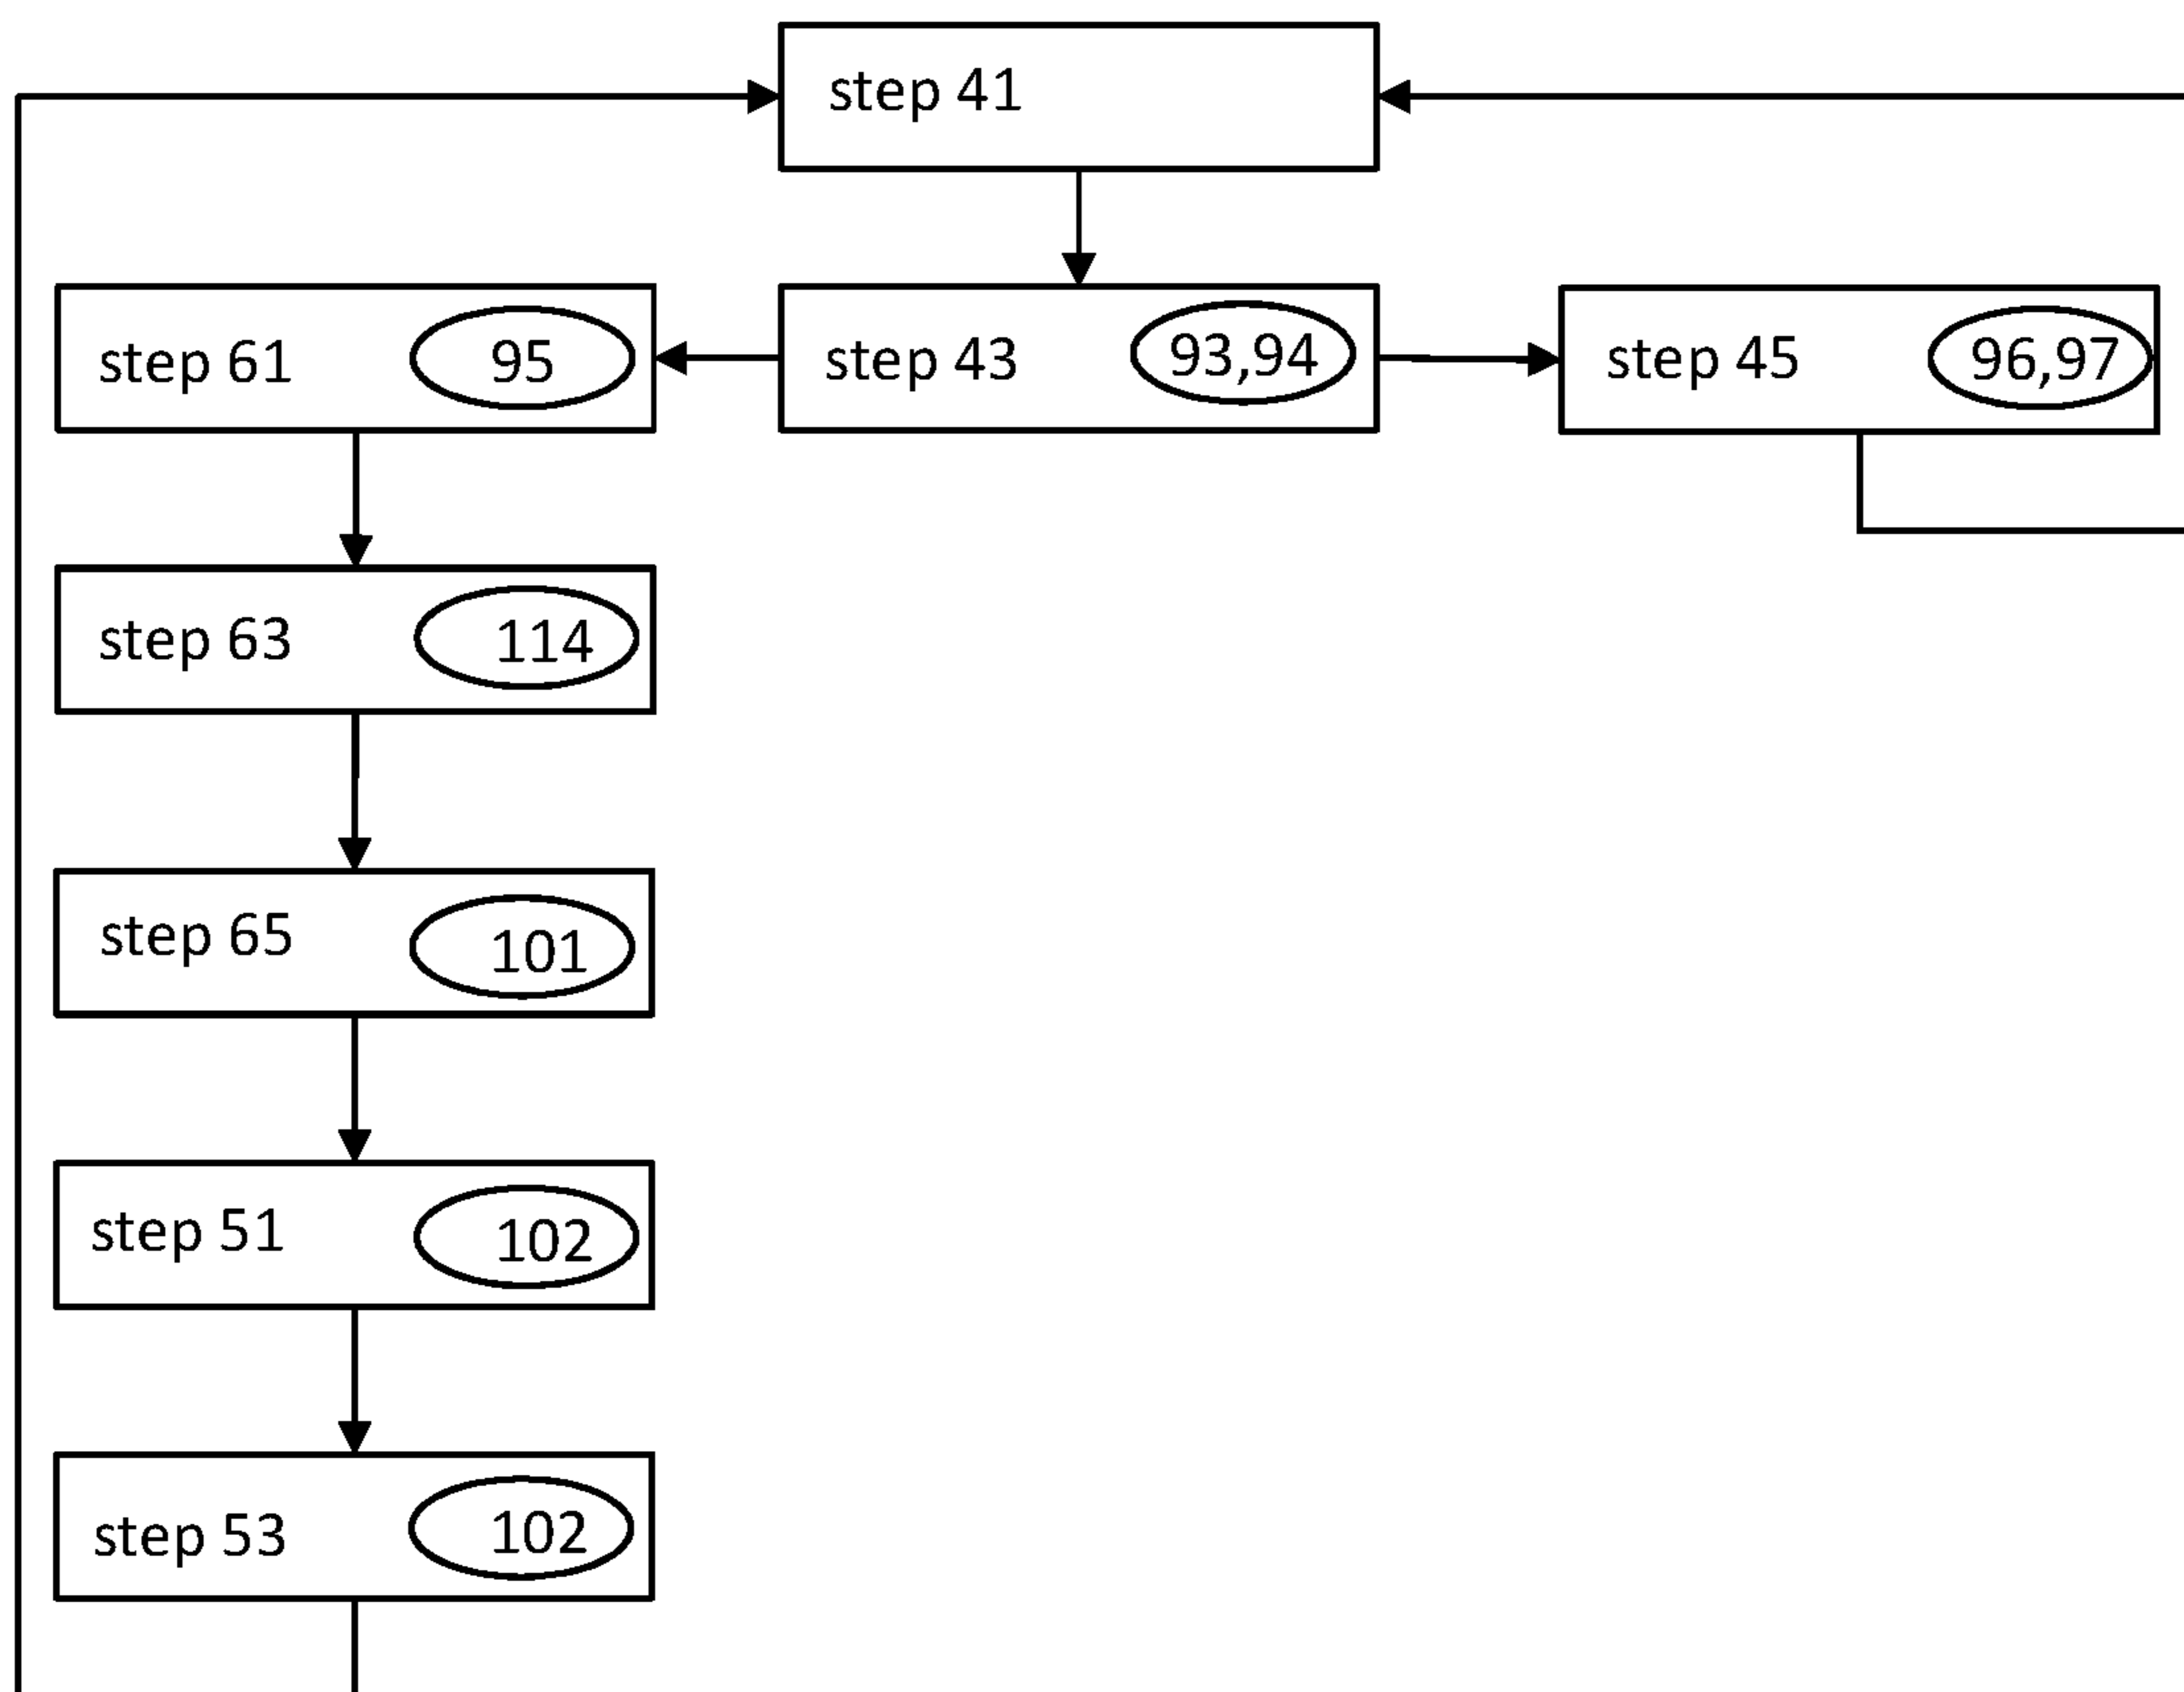 step 41
step 61 95
step 43 93,94
step 45 96,97
step 63 114
step 65 101
step 51 102
step 53 102